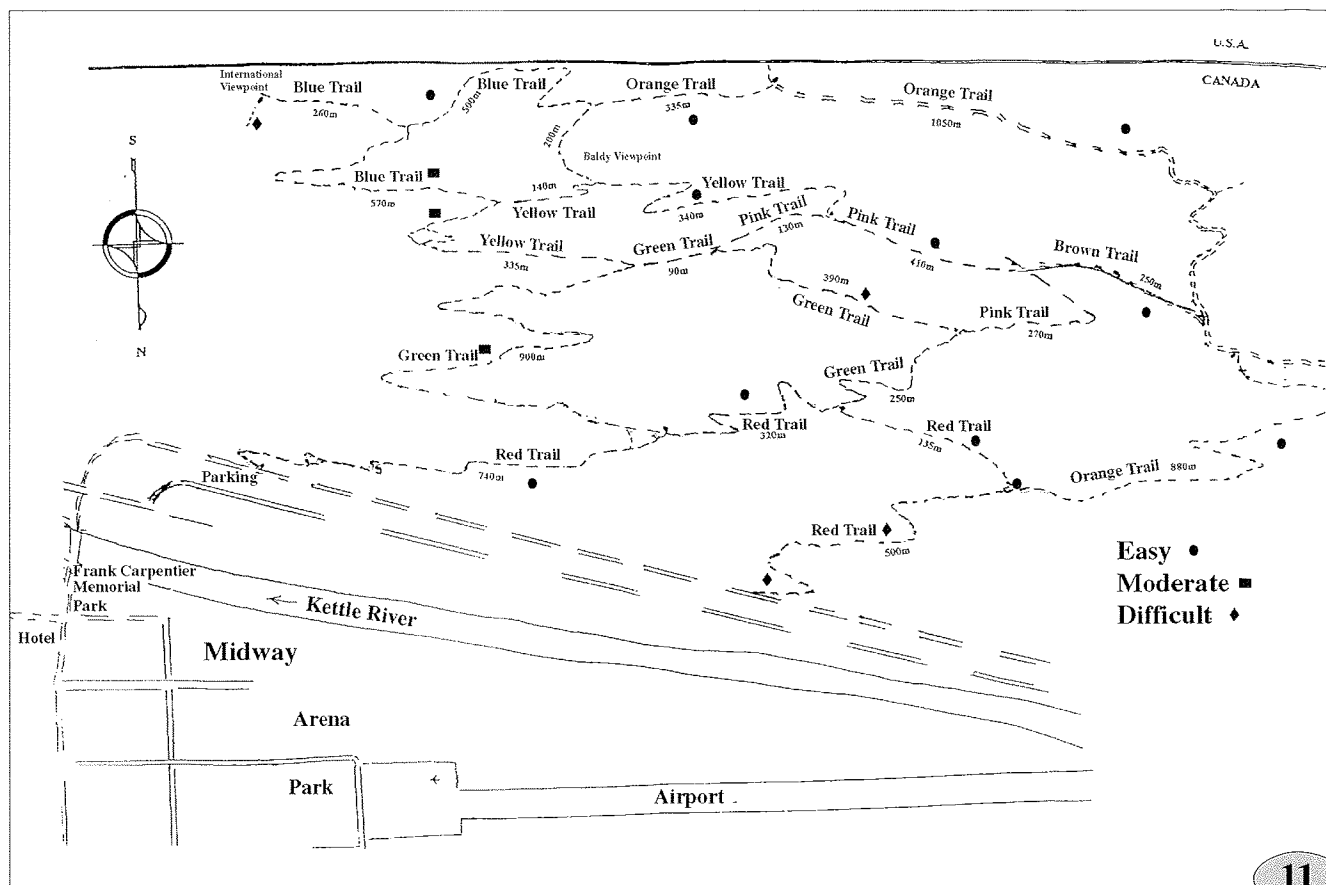 U.S.A.
CANADA
International
Viewpoint
Blue Trail
260m
Blue Trail
500m
Orange Trail
335m
Orange Trail
1050m
200m
Baldy Viewpoint
S
N
Blue Trail
570m
140m
Yellow Trail
Yellow Trail
340m
Pink Trail
130m
Pink Trail
410m
Yellow Trail
335m
Green Trail
90m
Brown Trail
250m
390m
Green Trail
Pink Trail
270m
Green Trail
900m
Green Trail
250m
Red Trail
320m
Red Trail
135m
Red Trail
740m
Parking
Orange Trail
880m
Red Trail
500m
Easy
Moderate
Difficult
Frank Carpentier
Memorial
Park
Kettle River
Hotel
Midway
Arena
Park
Airport
11